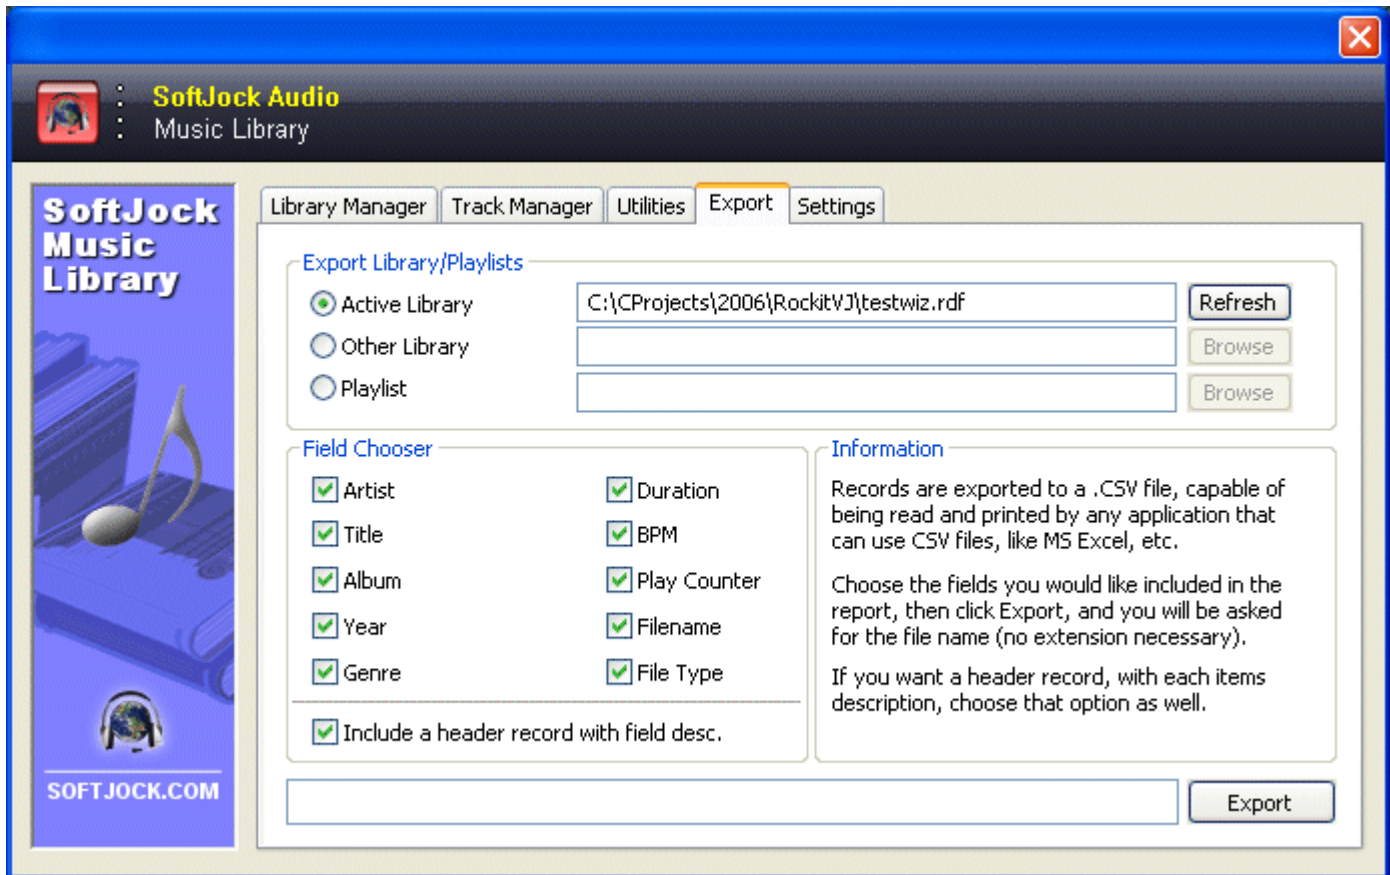 SoftJock Audio
Music Library
SoftJock
Music
Library
SOFTJOCK.COM
Library Manager Track Manager Utilities Export Settings
Export Library/Playlists
Active Library C:\CProjects\2006\RockitVJ\testwiz.rdf Refresh
Other Library Browse
Playlist Browse
Field Chooser
Artist Duration
Title BPM
Album Play Counter
Year Filename
Genre File Type
Include a header record with field desc.
Information
Records are exported to a .CSV file, capable of
being read and printed by any application that
can use CSV files, like MS Excel, etc.
Choose the fields you would like included in the
report, then click Export, and you will be asked
for the file name (no extension necessary).
If you want a header record, with each items
description, choose that option as well.
Export